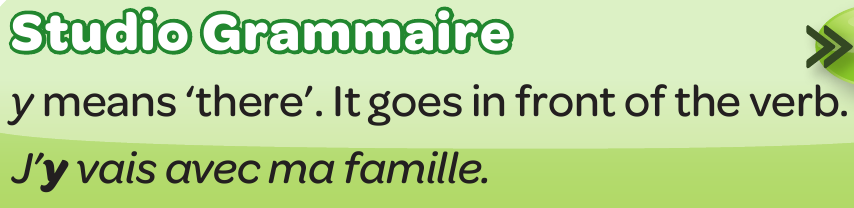 Studio Grammaire
y means ‘there’. It goes in front of the verb.
J’y vais avec ma famille.